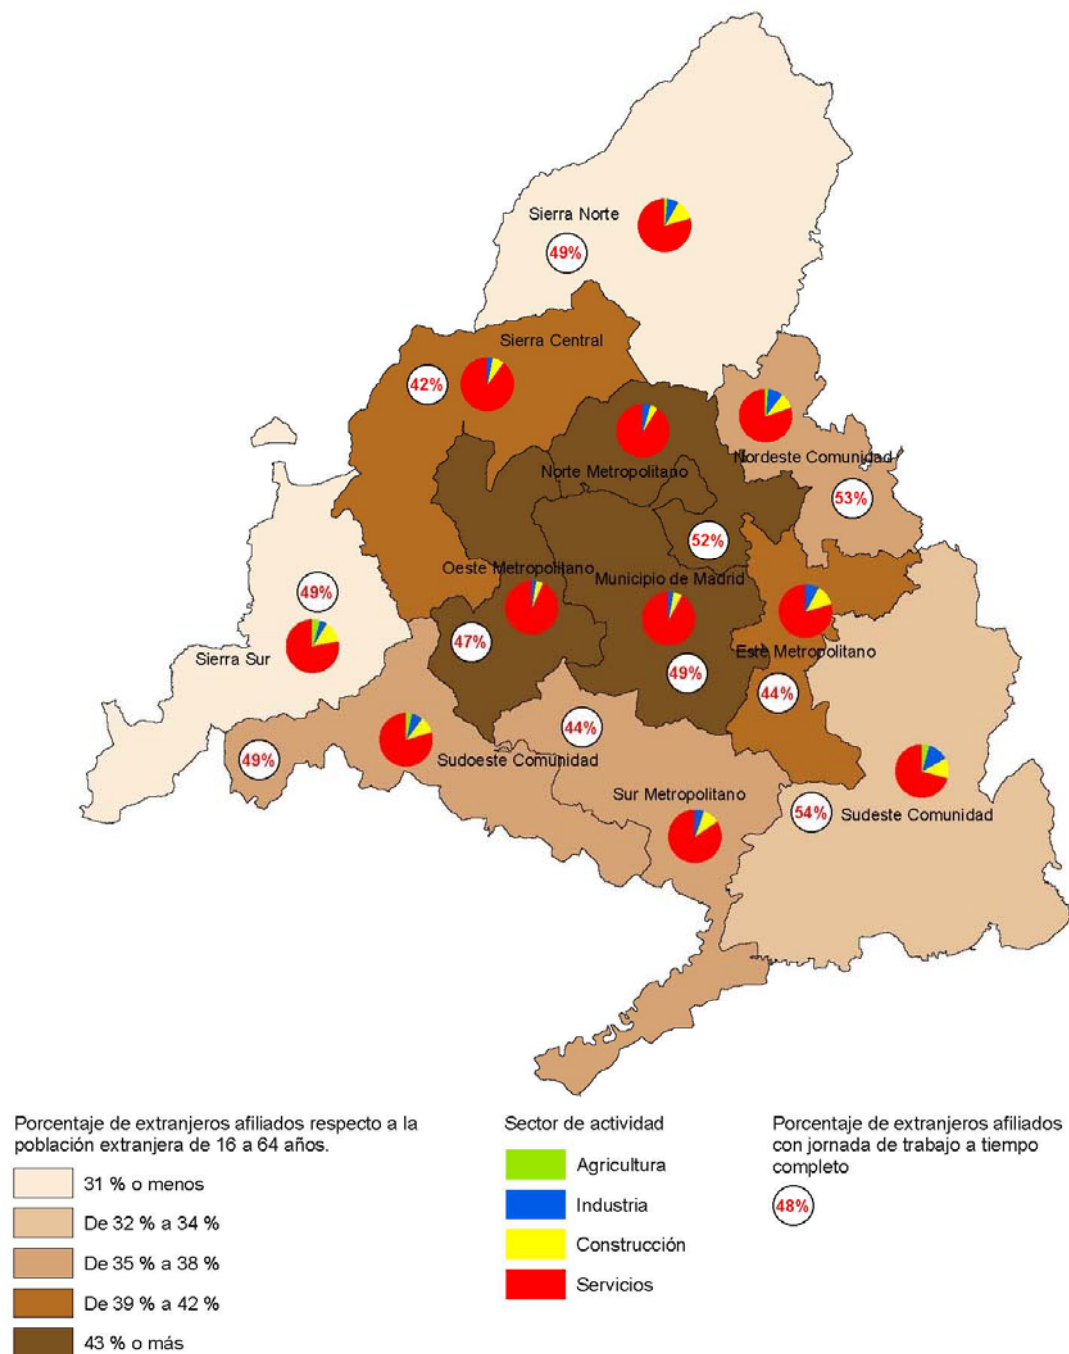 Sierra Norte
49%
Sierra Central
42%
Norte Metropolitano
Nordeste Comunidad
53%
52%
Oeste Metropolitano
Municipio de Madrid
49%
47%
Sierra Sur
Este Metropolitano
49%
44%
44%
49%
Sudoeste Comunidad
Sur Metropolitano
54%
Sudeste Comunidad
Porcentaje de extranjeros afiliados respecto a la
población extranjera de 16 a 64 años.
31 % o menos
De 32 % a 34 %
De 35 % a 38 %
De 39 % a 42 %
43 % o más
Sector de actividad
Agricultura
Industria
Construcción
Servicios
Porcentaje de extranjeros afiliados
con jornada de trabajo a tiempo
completo
48%